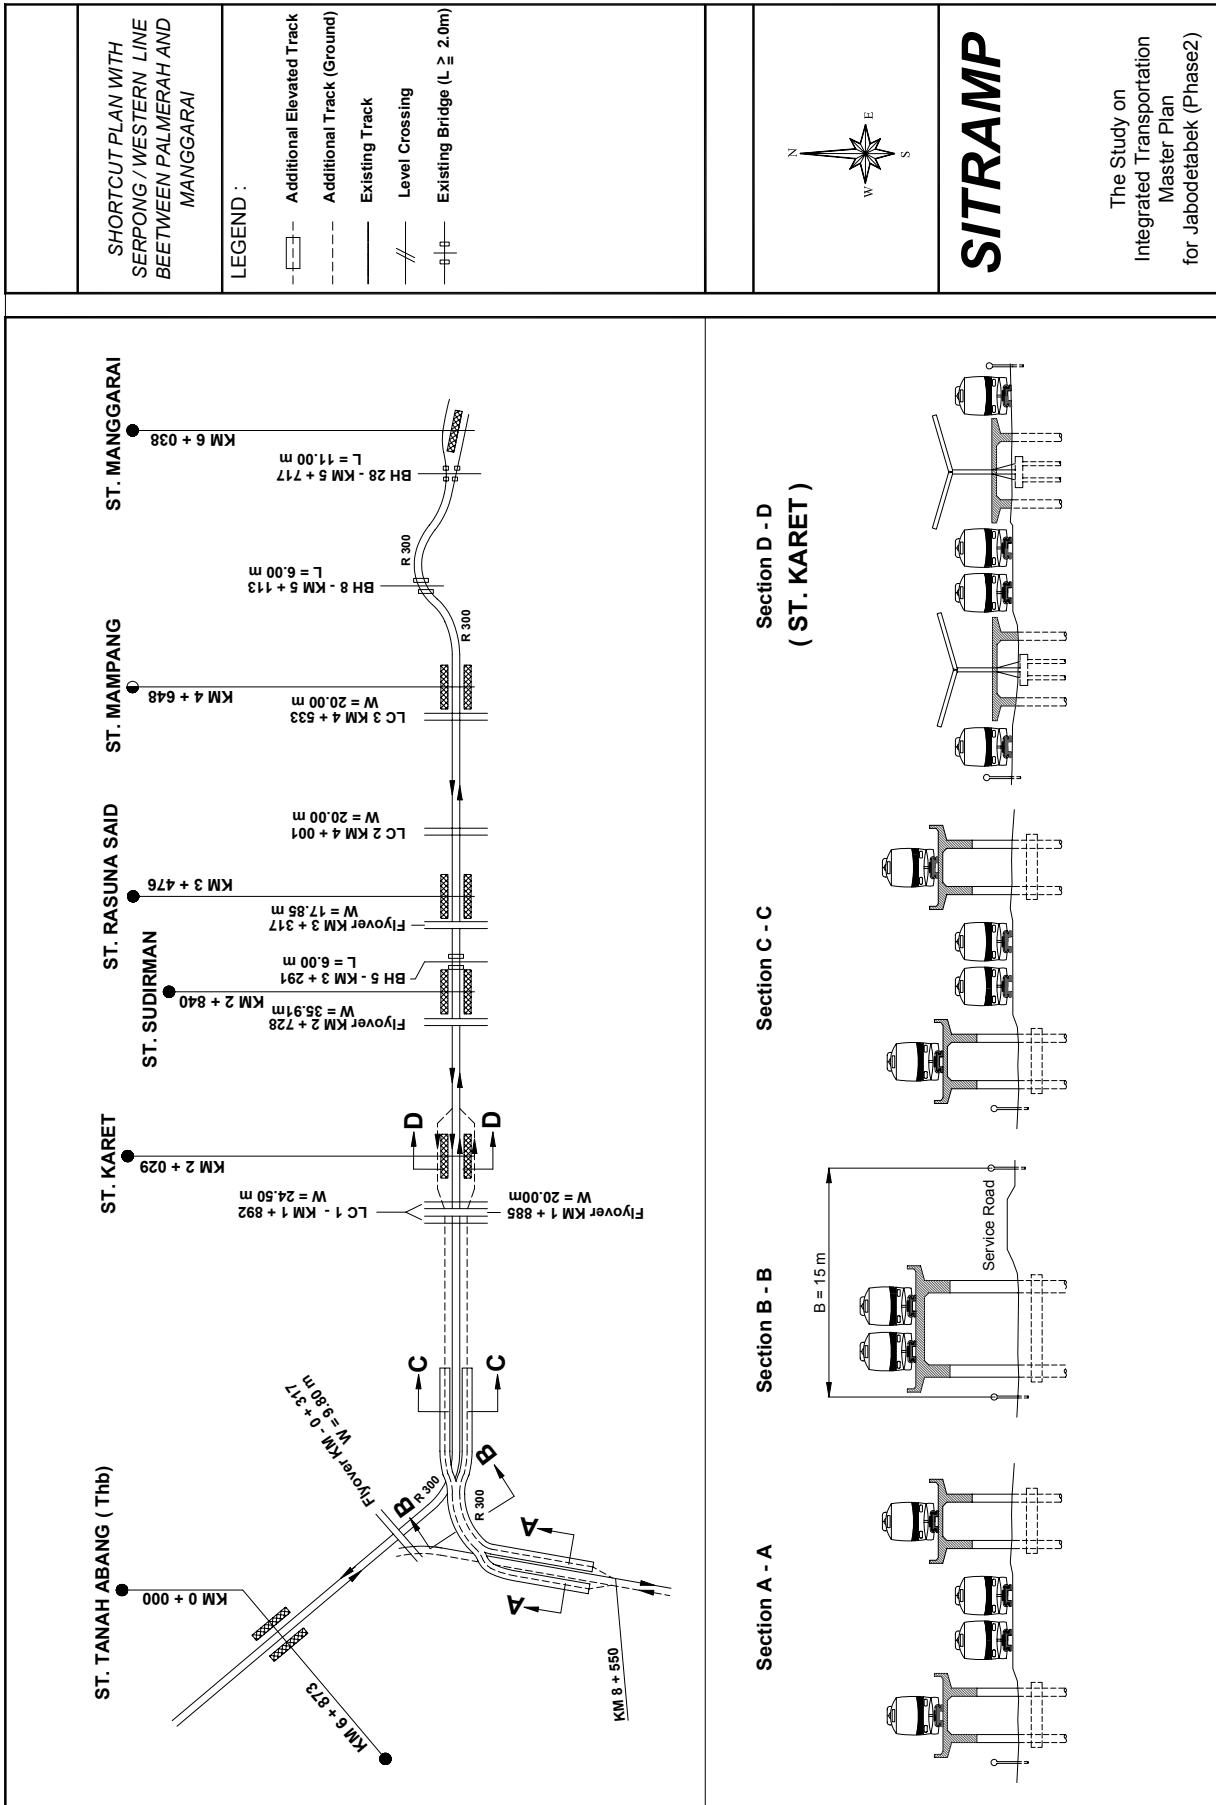 SHORTCUT PLAN WITH
SERPONG / WESTERN LINE
BEETWEEN PALMERAH AND
MANGGARAI
LEGEND :
Additional Elevated Track
Additional Track (Ground)
Existing Track
Level Crossing
Existing Bridge (L ≥ 2.0m)
N
E
S
W
SITRAMP
The Study on
Integrated Transportation
Master Plan
for Jabodetabek (Phase2)
ST. TANAH ABANG ( Thb)
KM 0 + 000
KM 6 + 873
Flyover KM - 0 + 317
W = 9.80 m
R 300
R 300
KM 8 + 550
A
A
B
B
C
C
ST. KARET
KM 2 + 029
LC 1 - KM 1 + 892
W = 24.50 m
Flyover KM 1 + 885
W = 20.00m
D
D
ST. SUDIRMAN
KM 2 + 840
Flyover KM 2 + 728
W = 35.91m
BH 5 - KM 3 + 291
L = 6.00 m
ST. RASUNA SAID
KM 3 + 476
Flyover KM 3 + 317
W = 17.85 m
LC 2 KM 4 + 001
W = 20.00 m
ST. MAMPANG
KM 4 + 648
LC 3 KM 4 + 533
W = 20.00 m
R 300
BH 8 - KM 5 + 113
L = 6.00 m
R 300
ST. MANGGARAI
KM 6 + 038
BH 28 - KM 5 + 717
L = 11.00 m
Section A - A
Section B - B
B = 15 m
Service Road
Section C - C
Section D - D
( ST. KARET )